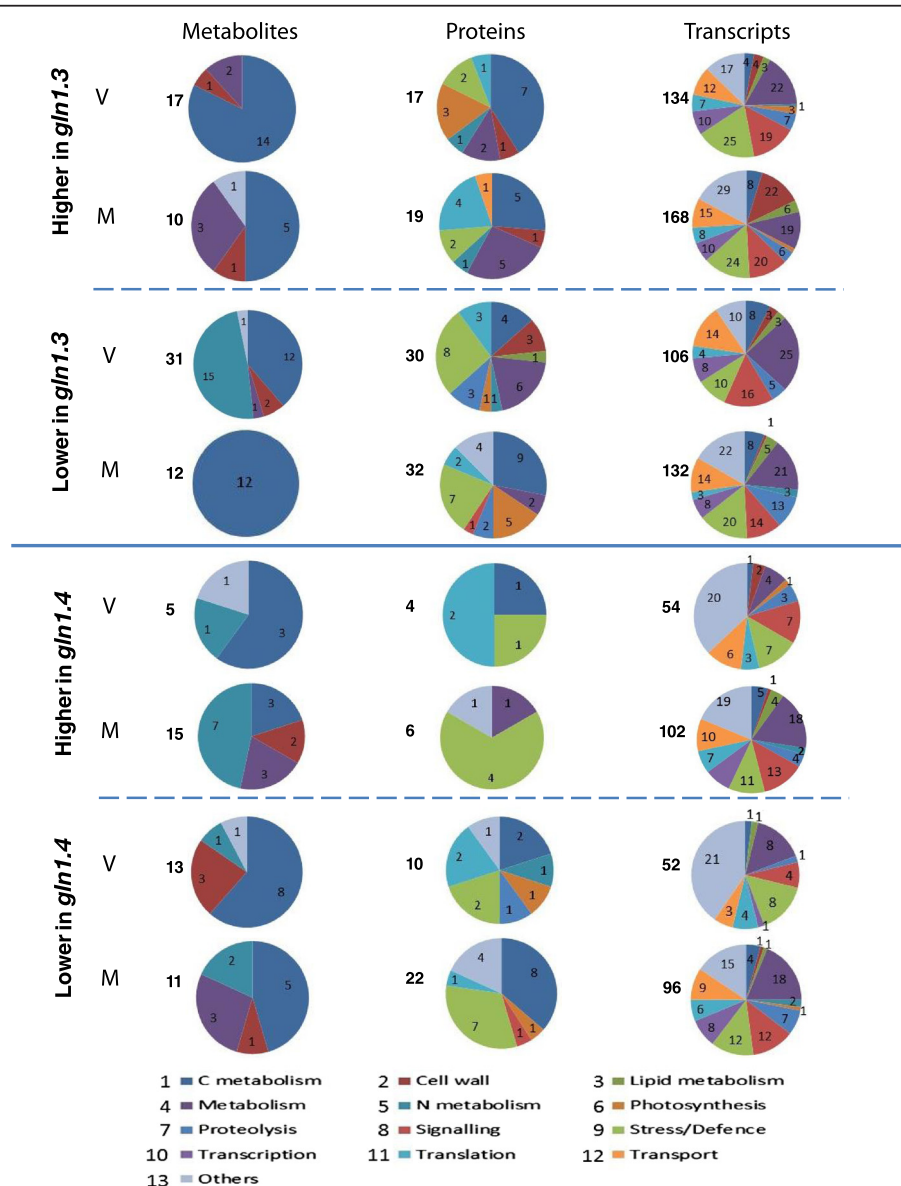 Metabolites Proteins Transcripts
Higher in gln1.3
V
17
14 1 2
17
7 1 2 1 3 2 1
134
4 4 3 22 1 3 7 19 25 10 7 12 17
M
10
5 1 3 1
19
5 1 5 1 2 4 1
168
8 22 6 19 6 20 24 10 8 15 29
Lower in gln1.3
V
31
12 2 1 15 1
30
4 3 1 6 1 1 3 8 3
106
8 3 3 25 5 16 10 8 4 14 10
M
12
12
32
9 2 5 2 1 7 2 4
132
8 1 5 21 3 13 14 20 8 3 14 22
Higher in gln1.4
V
5
3 1 1
4
1 1 2
54
1 2 4 1 3 7 7 3 6 20
M
15
3 2 3 7
6
1 4 1
102
5 1 4 18 2 4 13 11 7 10 19
Lower in gln1.4
V
13
8 3 1 1
10
2 1 1 1 2 2 1
52
1 1 8 1 4 8 1 4 3 21
M
11
5 1 3 2
22
8 1 1 7 1 4
96
4 1 1 18 2 1 7 12 12 8 6 9 15
1 C metabolism 2 Cell wall 3 Lipid metabolism
4 Metabolism 5 N metabolism 6 Photosynthesis
7 Proteolysis 8 Signalling 9 Stress/Defence
10 Transcription 11 Translation 12 Transport
13 Others